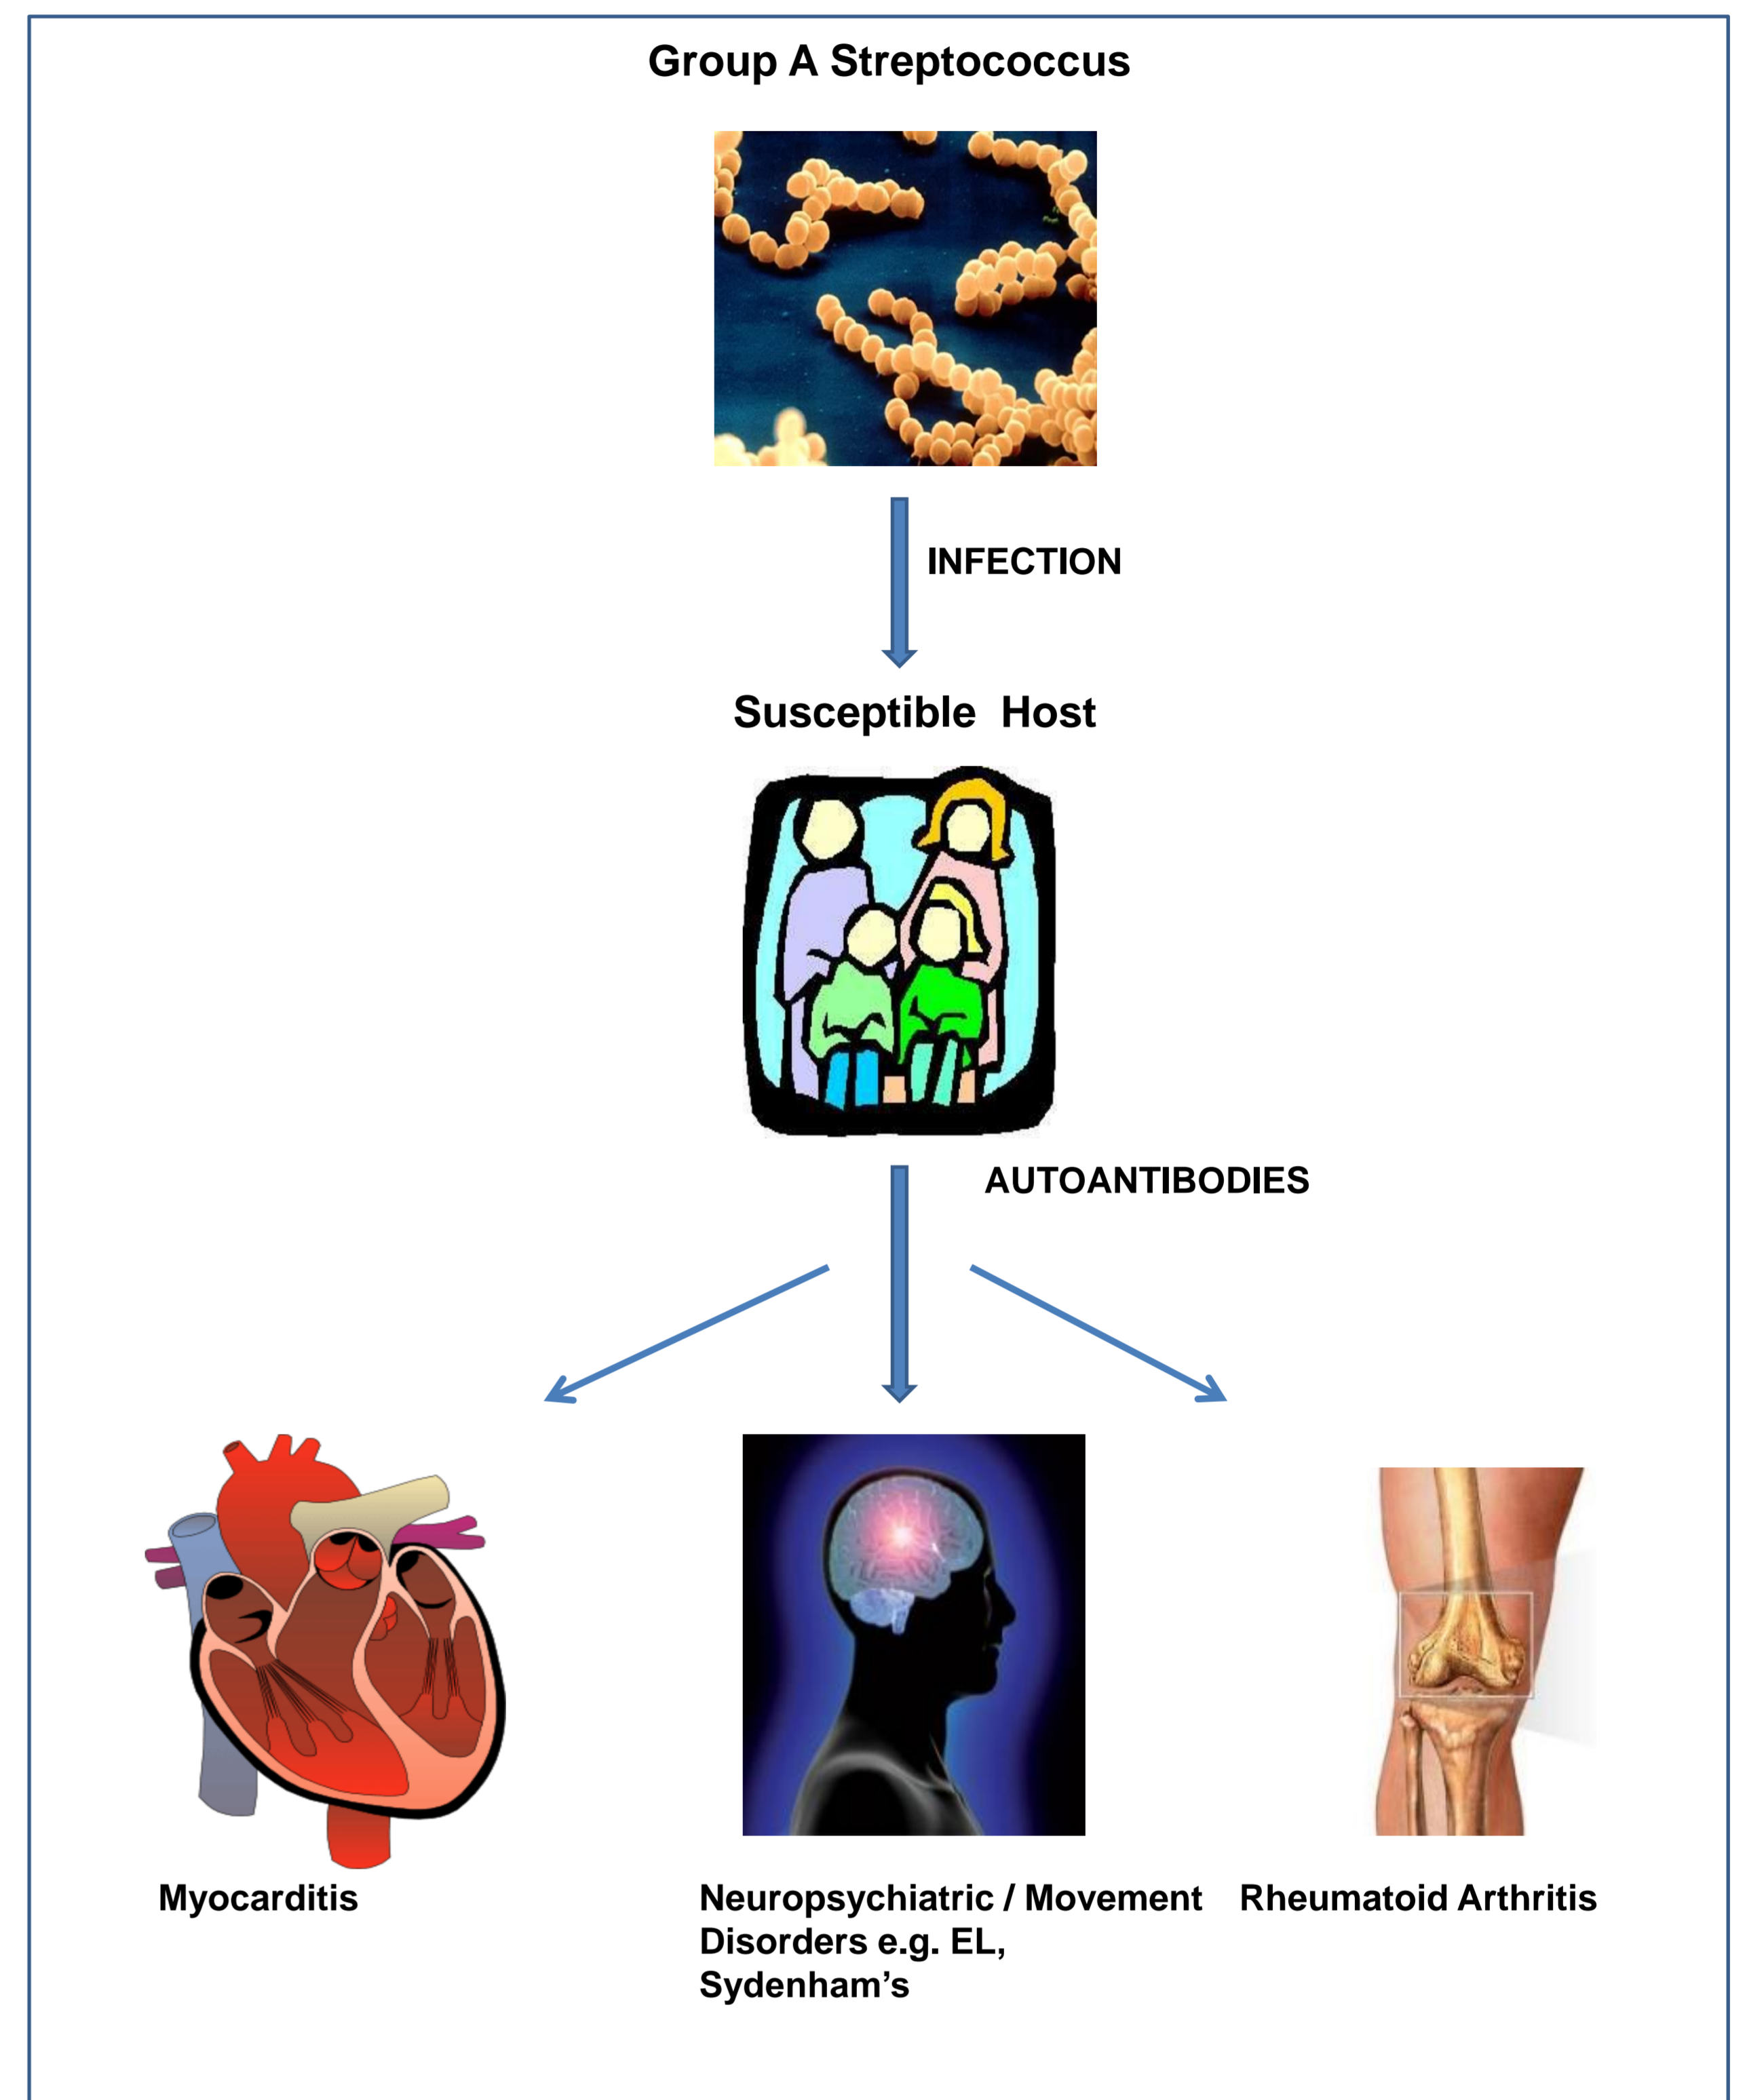 Group A Streptococcus
INFECTION
Susceptible Host
AUTOANTIBODIES
Myocarditis
Neuropsychiatric / Movement
Disorders e.g. EL,
Sydenham’s
Rheumatoid Arthritis